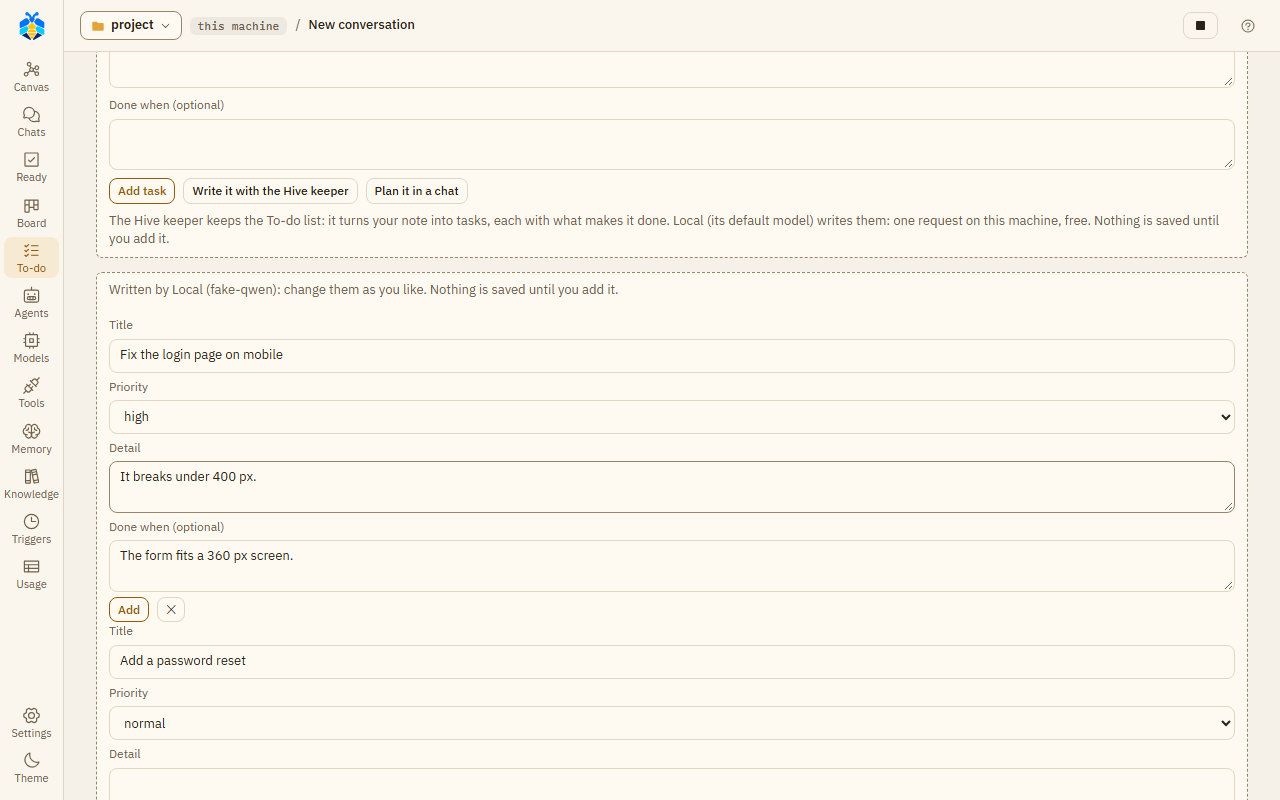 project
this machine
/
New conversation
Canvas
Chats
Ready
Board
To-do
Agents
Models
Tools
Memory
Knowledge
Triggers
Usage
Settings
Theme
Done when (optional)
Add task
Write it with the Hive keeper
Plan it in a chat
The Hive keeper keeps the To-do list: it turns your note into tasks, each with what makes it done. Local (its default model) writes them: one request on this machine, free. Nothing is saved until
you add it.
Written by Local (fake-qwen): change them as you like. Nothing is saved until you add it.
Title
Fix the login page on mobile
Priority
high
Detail
It breaks under 400 px.
Done when (optional)
The form fits a 360 px screen.
Add
Title
Add a password reset
Priority
normal
Detail